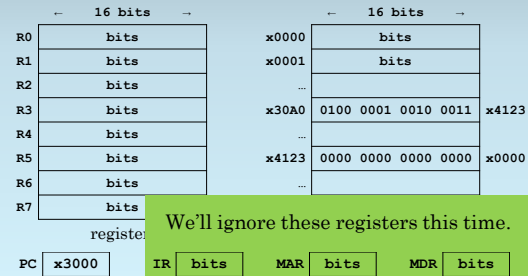 ← 16 bits →
R0 bits
R1 bits
R2 bits
R3 bits
R4 bits
R5 bits
R6 bits
R7 bits
← 16 bits →
x0000 bits
x0001 bits
…
x30A0 0100 0001 0010 0011 x4123
…
x4123 0000 0000 0000 0000 x0000
…
We'll ignore these registers this time.
PC x3000 IR bits MAR bits MDR bits